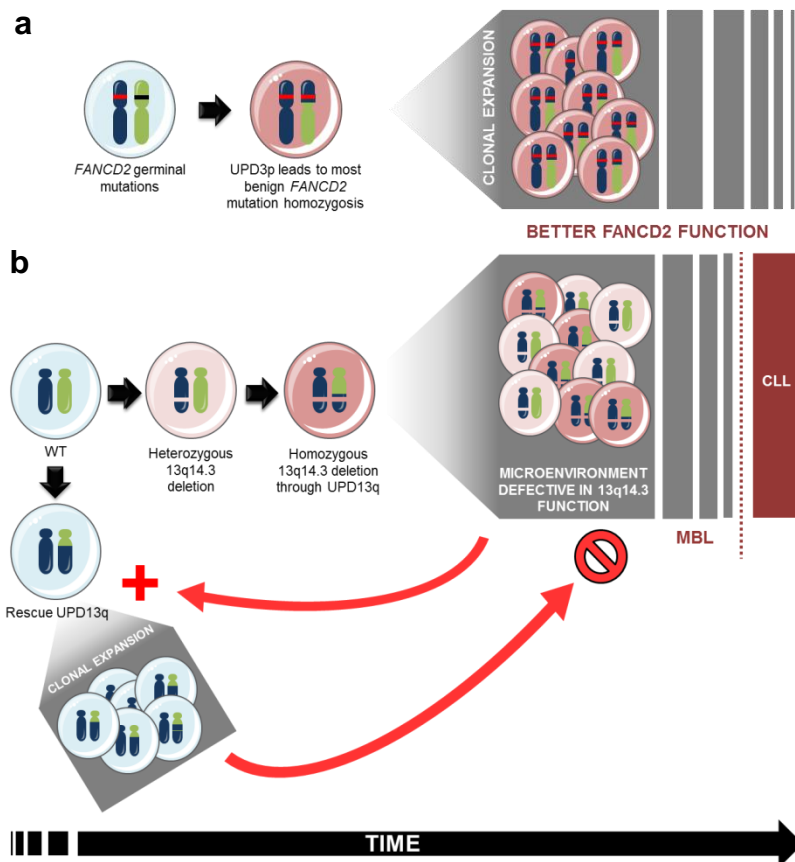 a
CLONAL EXPANSION
FANCD2 germinal
mutations
UPD3p leads to most
benign FANCD2
mutation homozygosis
BETTER FANCD2 FUNCTION
b
WT
Heterozygous
13q14.3
deletion
Homozygous
13q14.3 deletion
through UPD13q
MICROENVIRONMENT
DEFECTIVE IN 13q14.3
FUNCTION
CLL
MBL
Rescue UPD13q
CLONAL EXPANSION
TIME